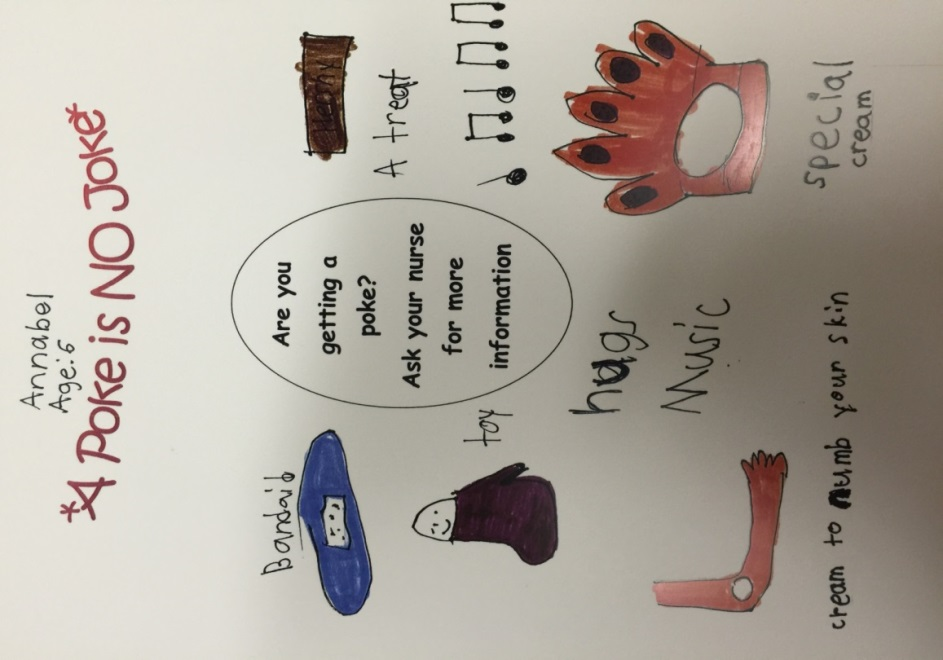 Annabel
Age: 6
*A POKE is NO JOKE*
Bandaid
A treat
Are you
getting a
poke?
Ask your nurse
for more
information
toy
hugs
Music
special
cream
cream to numb your skin